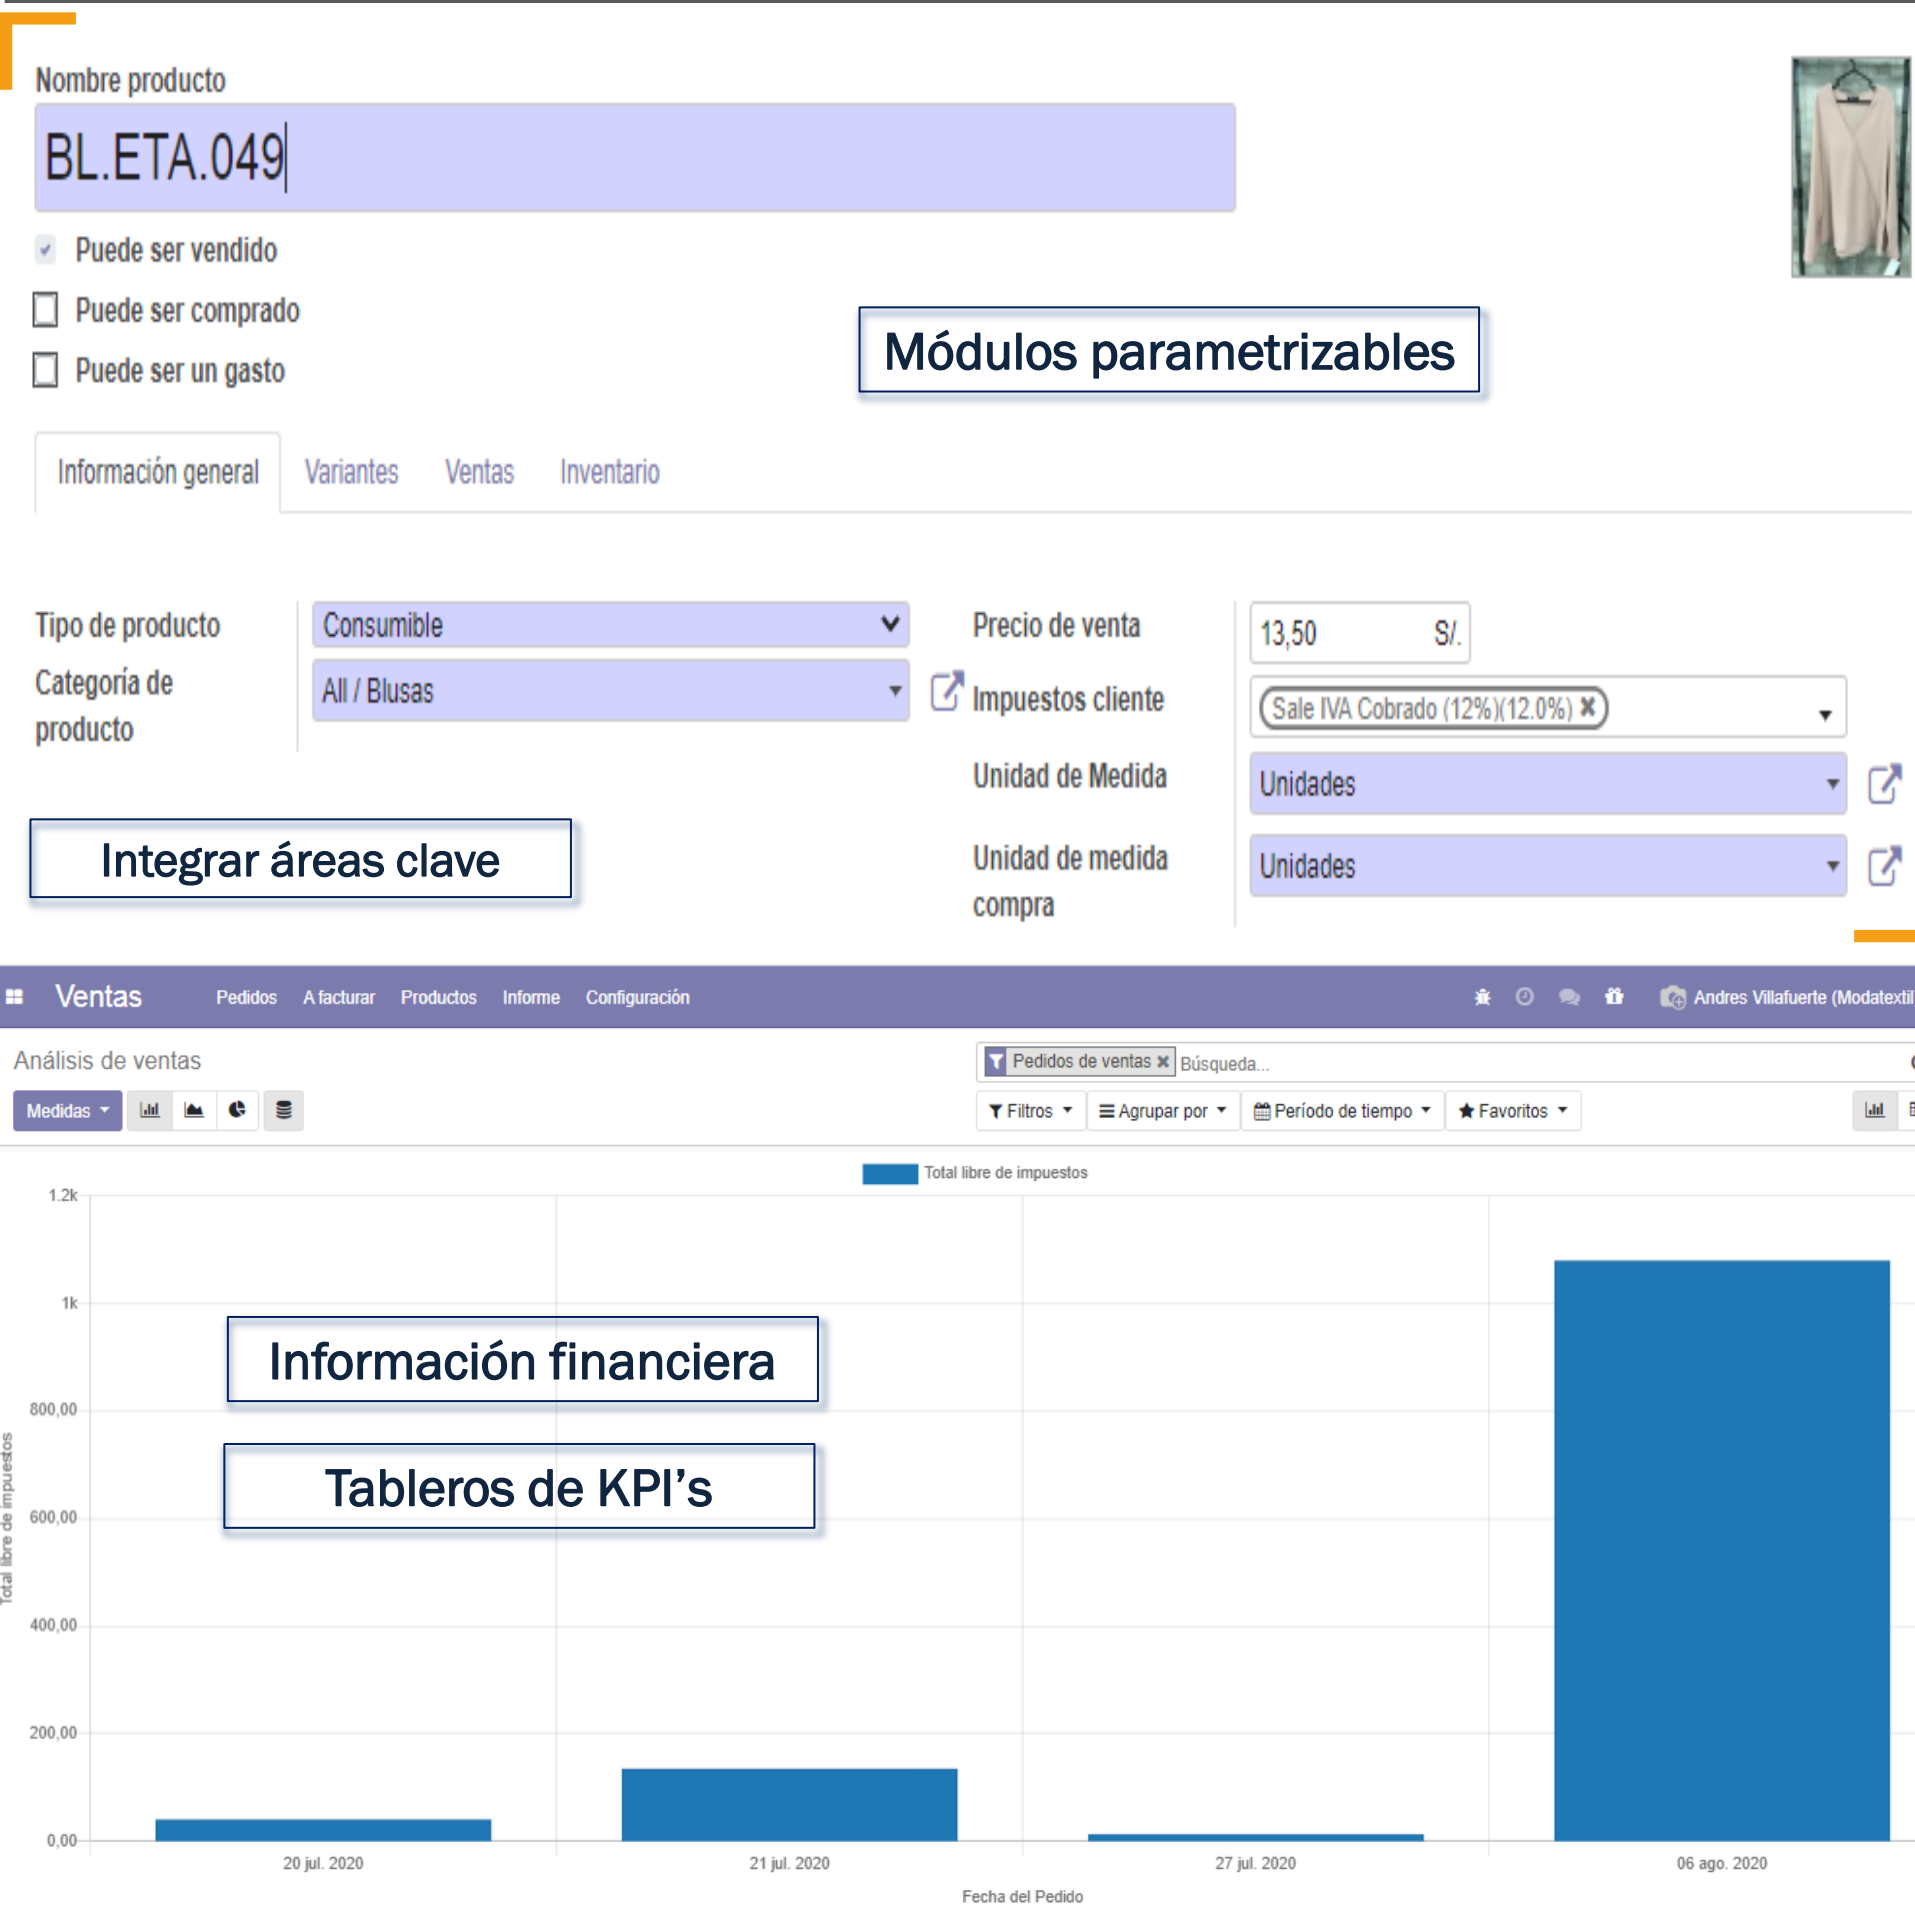 Nombre producto
BL.ETA.049
Puede ser vendido
Puede ser comprado
Puede ser un gasto
Módulos parametrizables
Información general Variantes Ventas Inventario
Tipo de producto Consumible Precio de venta 13,50 S/.
Categoría de producto All / Blusas Impuestos cliente Sale IVA Cobrado (12%)(12.0%) ✖
Unidad de Medida Unidades
Integrar áreas clave
Unidad de medida compra Unidades
Ventas Pedidos A facturar Productos Informe Configuración Andres Villafuerte (Modatextil
Análisis de ventas Pedidos de ventas ✖ Búsqueda...
Medidas Filtros Agrupar por Período de tiempo Favoritos
Total libre de impuestos
1.2k
1k
Información financiera
800,00
Tableros de KPI's
600,00
400,00
200,00
0,00
Total libre de impuestos
20 jul. 2020 21 jul. 2020 27 jul. 2020 06 ago. 2020
Fecha del Pedido